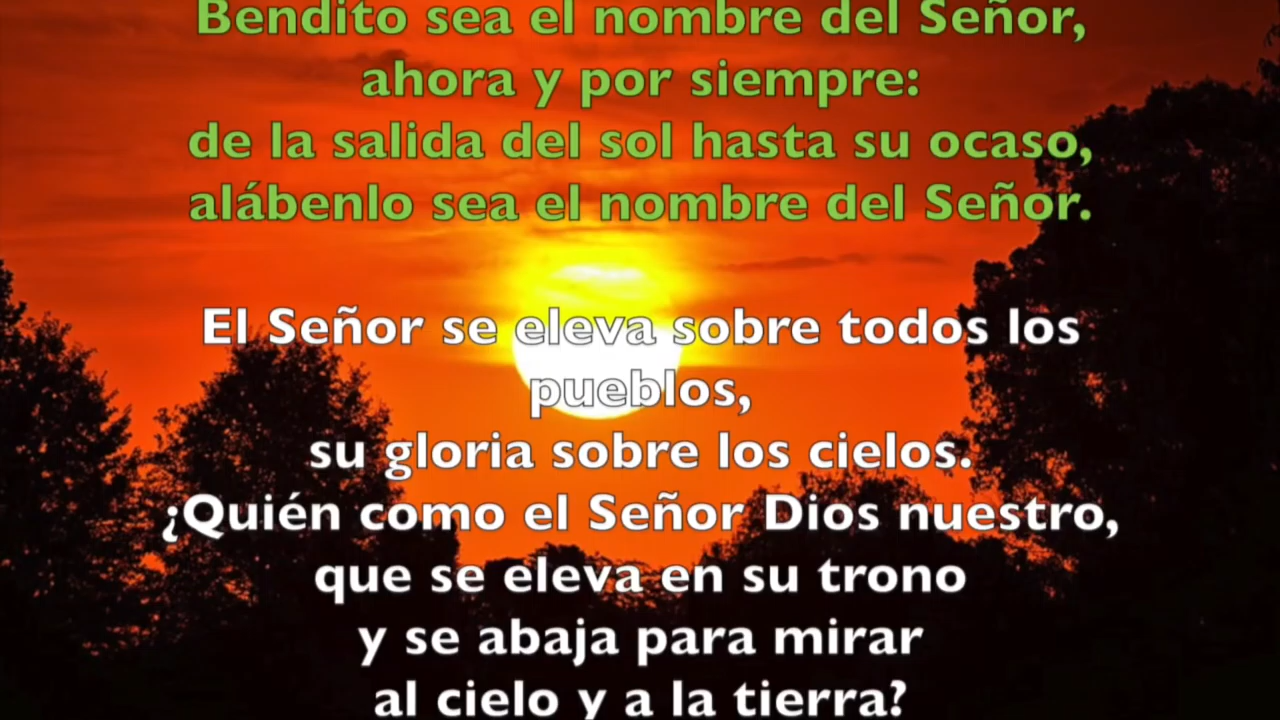 Bendito sea el nombre del Señor,
ahora y por siempre:
de la salida del sol hasta su ocaso,
alábenlo sea el nombre del Señor.
El Señor se eleva sobre todos los
pueblos,
su gloria sobre los cielos.
¿Quién como el Señor Dios nuestro,
que se eleva en su trono
y se abaja para mirar
al cielo y a la tierra?